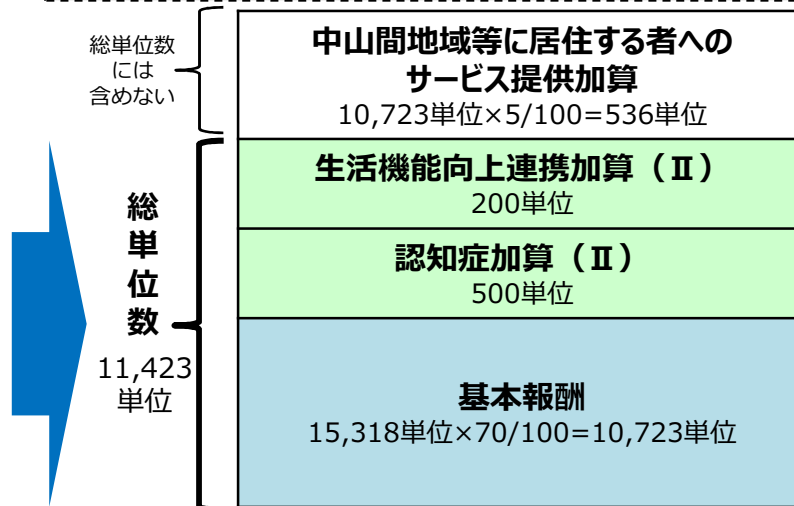 総単位数
には
含めない
中山間地域等に居住する者への
サービス提供加算
10,723単位×5/100=536単位
生活機能向上連携加算（Ⅱ）
200単位
認知症加算（Ⅱ）
500単位
総
単
位
数
11,423
単位
基本報酬
15,318単位×70/100=10,723単位